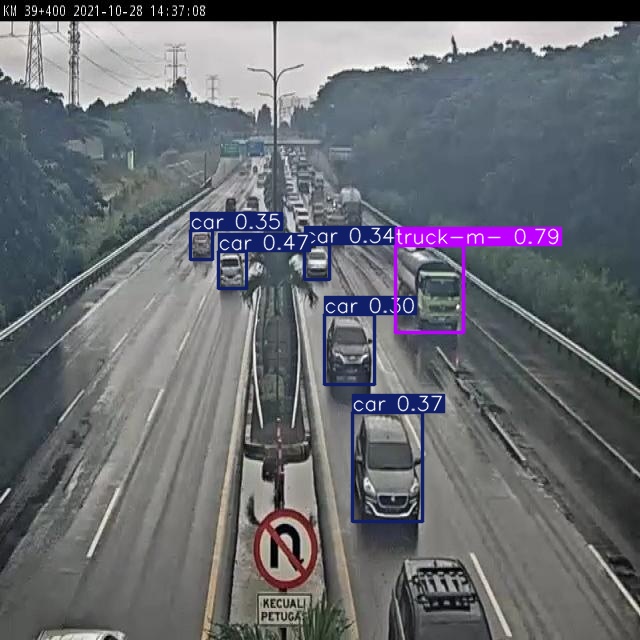 KM 39+400 2021-10-28 14:37:08
car 0.35
car 0.47
car 0.34
truck-m- 0.79
car 0.30
car 0.37
KECUALI
PETUGAS